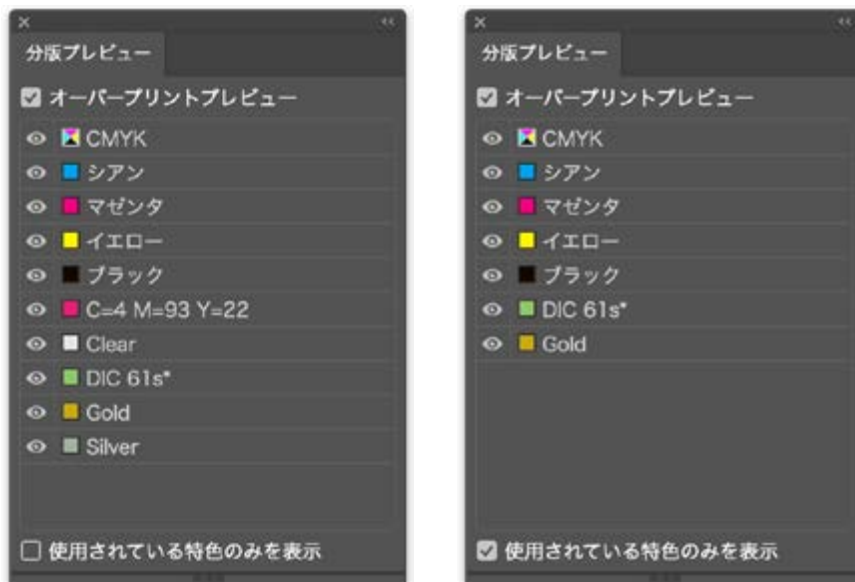 分版プレビュー
オーバープリントプレビュー
CMYK
シアン
マゼンタ
イエロー
ブラック
C=4 M=93 Y=22
Clear
DIC 61s*
Gold
Silver
使用されている特色のみを表示
分版プレビュー
オーバープリントプレビュー
CMYK
シアン
マゼンタ
イエロー
ブラック
DIC 61s*
Gold
使用されている特色のみを表示